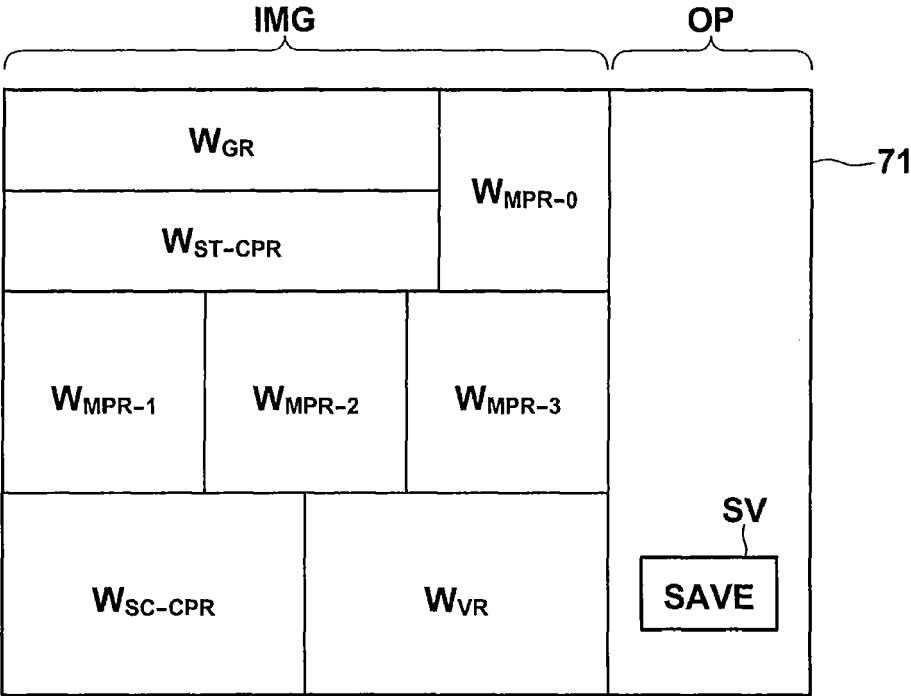 IMG
OP
W_GR
W_MPR-0
71
W_ST-CPR
W_MPR-1
W_MPR-2
W_MPR-3
SV
W_SC-CPR
W_VR
SAVE